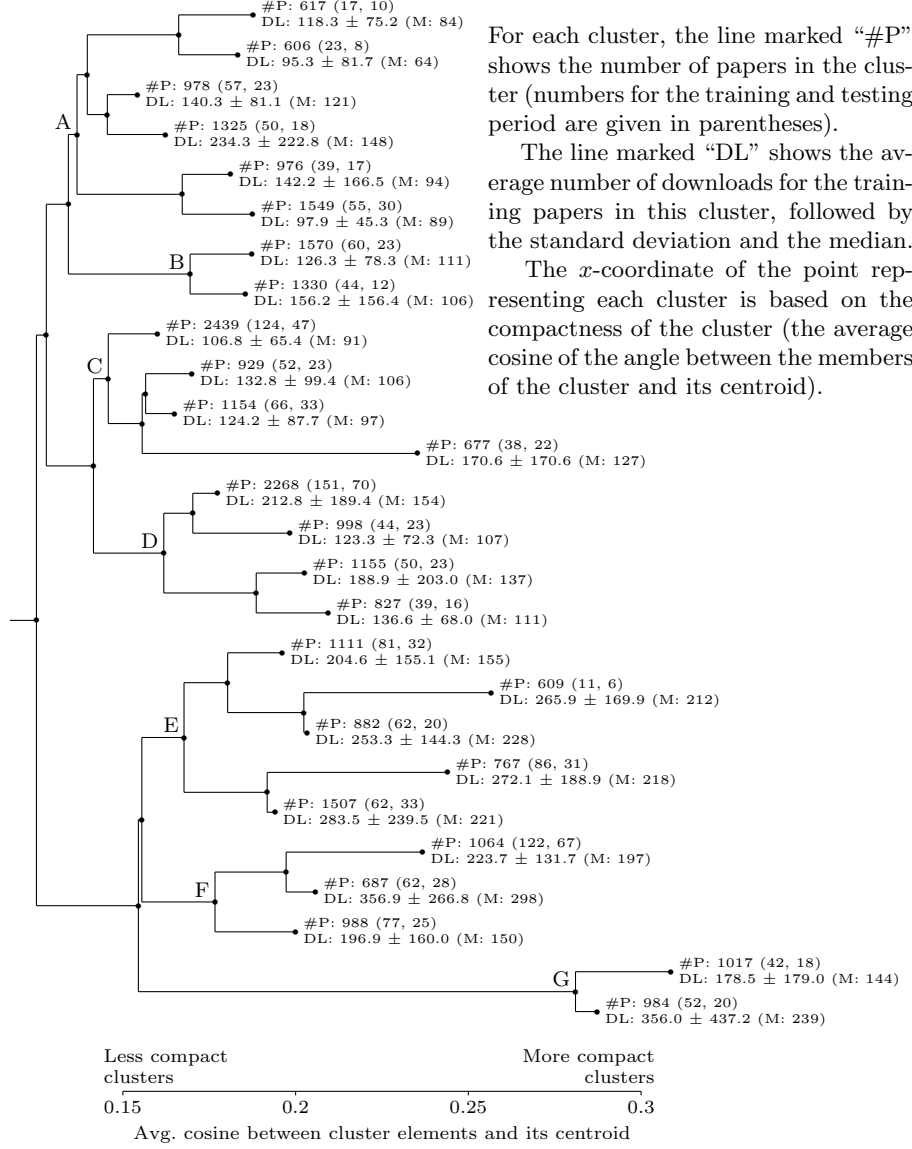 #P: 617 (17, 10)
DL: 118.3 ± 75.2 (M: 84)
#P: 606 (23, 8)
DL: 95.3 ± 81.7 (M: 64)
#P: 978 (57, 23)
DL: 140.3 ± 81.1 (M: 121)
A
#P: 1325 (50, 18)
DL: 234.3 ± 222.8 (M: 148)
#P: 976 (39, 17)
DL: 142.2 ± 166.5 (M: 94)
#P: 1549 (55, 30)
DL: 97.9 ± 45.3 (M: 89)
B
#P: 1570 (60, 23)
DL: 126.3 ± 78.3 (M: 111)
#P: 1330 (44, 12)
DL: 156.2 ± 156.4 (M: 106)
#P: 2439 (124, 47)
DL: 106.8 ± 65.4 (M: 91)
C
#P: 929 (52, 23)
DL: 132.8 ± 99.4 (M: 106)
#P: 1154 (66, 33)
DL: 124.2 ± 87.7 (M: 97)
#P: 677 (38, 22)
DL: 170.6 ± 170.6 (M: 127)
#P: 2268 (151, 70)
DL: 212.8 ± 189.4 (M: 154)
#P: 998 (44, 23)
DL: 123.3 ± 72.3 (M: 107)
D
#P: 1155 (50, 23)
DL: 188.9 ± 203.0 (M: 137)
#P: 827 (39, 16)
DL: 136.6 ± 68.0 (M: 111)
#P: 1111 (81, 32)
DL: 204.6 ± 155.1 (M: 155)
#P: 609 (11, 6)
DL: 265.9 ± 169.9 (M: 212)
E
#P: 882 (62, 20)
DL: 253.3 ± 144.3 (M: 228)
#P: 767 (86, 31)
DL: 272.1 ± 188.9 (M: 218)
#P: 1507 (62, 33)
DL: 283.5 ± 239.5 (M: 221)
#P: 1064 (122, 67)
DL: 223.7 ± 131.7 (M: 197)
F
#P: 687 (62, 28)
DL: 356.9 ± 266.8 (M: 298)
#P: 988 (77, 25)
DL: 196.9 ± 160.0 (M: 150)
G
#P: 1017 (42, 18)
DL: 178.5 ± 179.0 (M: 144)
#P: 984 (52, 20)
DL: 356.0 ± 437.2 (M: 239)
For each cluster, the line marked “#P”
shows the number of papers in the clus-
ter (numbers for the training and testing
period are given in parentheses).
The line marked “DL” shows the av-
erage number of downloads for the train-
ing papers in this cluster, followed by
the standard deviation and the median.
The x-coordinate of the point rep-
resenting each cluster is based on the
compactness of the cluster (the average
cosine of the angle between the members
of the cluster and its centroid).
Less compact
clusters
More compact
clusters
0.15 0.2 0.25 0.3
Avg. cosine between cluster elements and its centroid